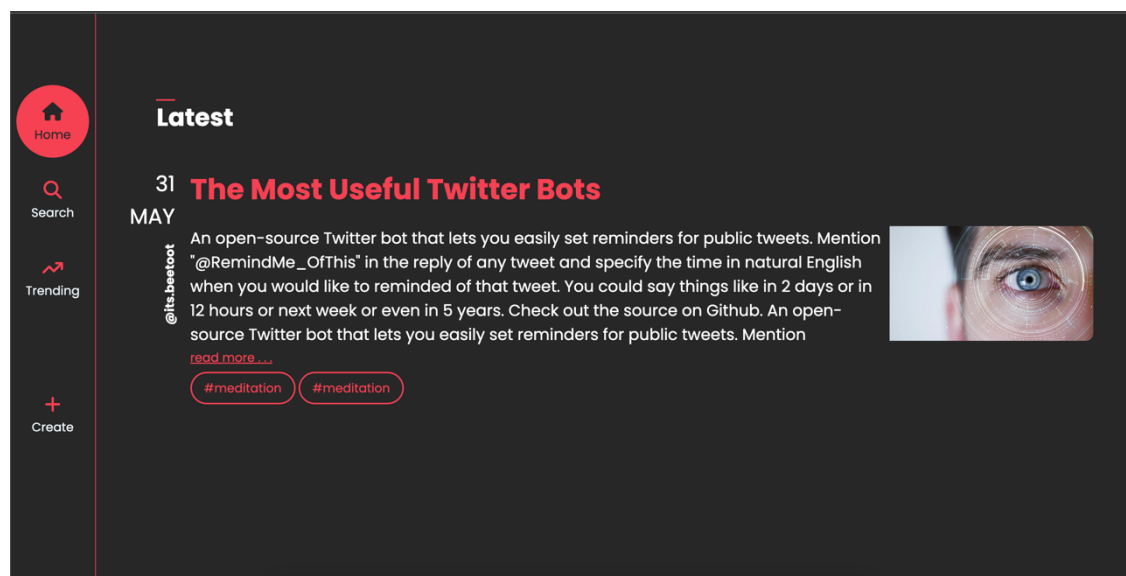 Home
Search
Trending
Create
Latest
31
MAY
@its.beetoot
The Most Useful Twitter Bots
An open-source Twitter bot that lets you easily set reminders for public tweets. Mention
"@RemindMe_OfThis" in the reply of any tweet and specify the time in natural English
when you would like to reminded of that tweet. You could say things like in 2 days or in
12 hours or next week or even in 5 years. Check out the source on Github. An open-
source Twitter bot that lets you easily set reminders for public tweets. Mention
read more . . .
#meditation #meditation